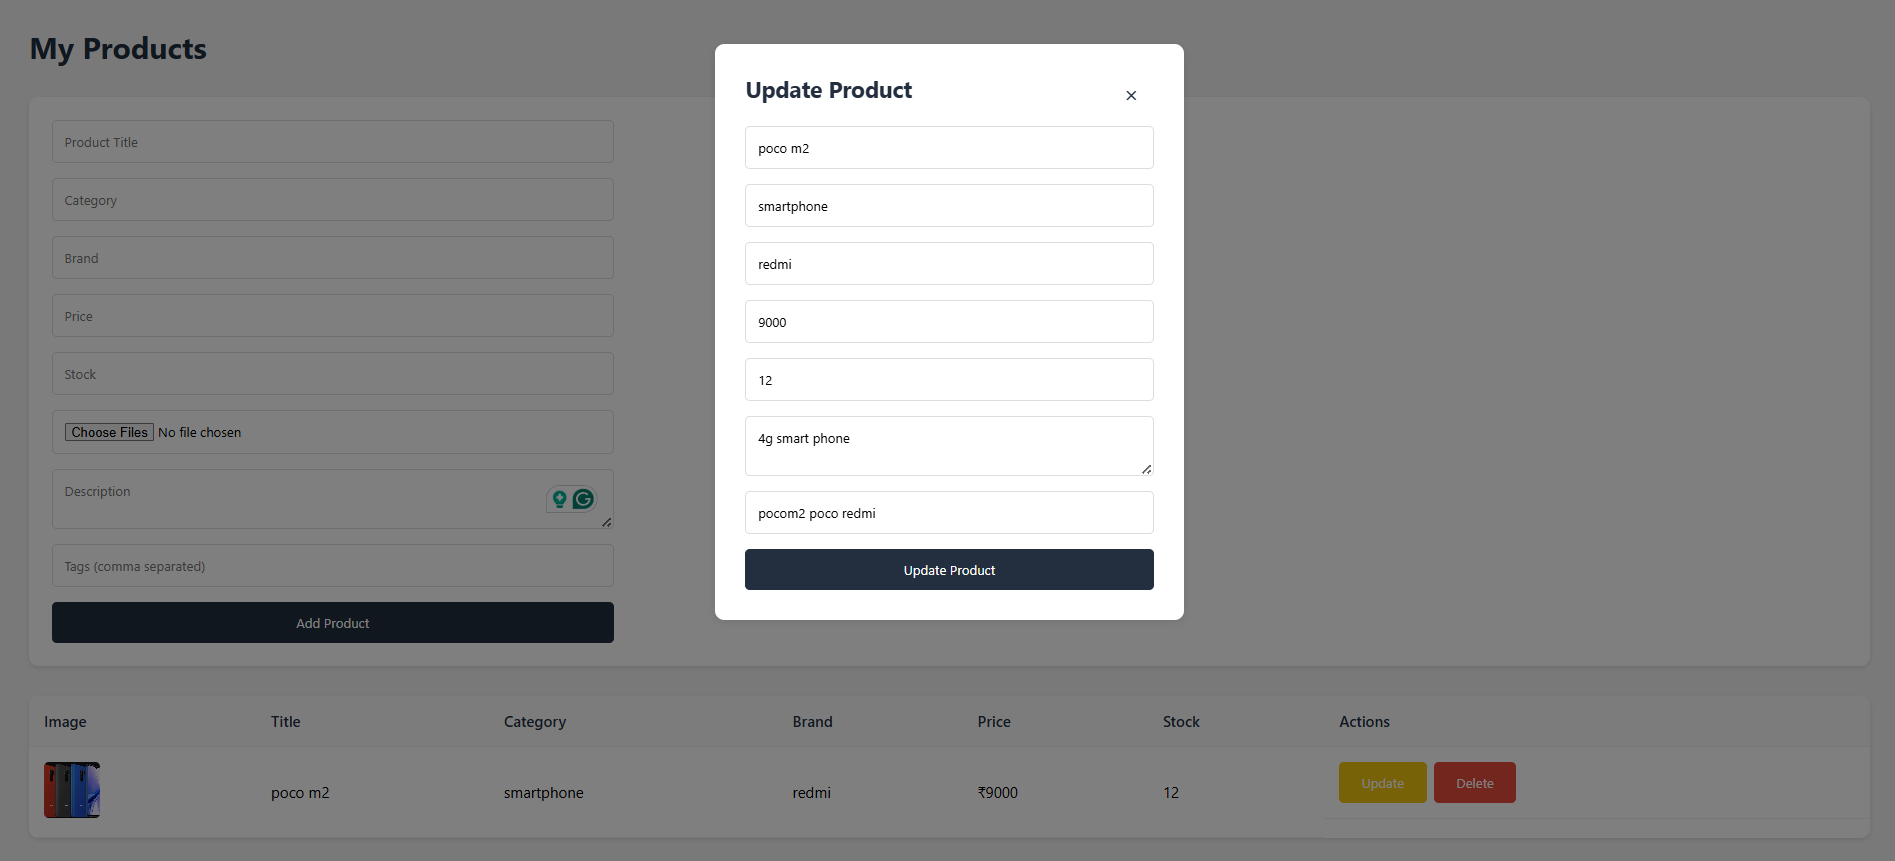 My Products
Product Title
Category
Brand
Price
Stock
Choose Files No file chosen
Description
Tags (comma separated)
Add Product
Update Product
×
poco m2
smartphone
redmi
9000
12
4g smart phone
pocom2 poco redmi
Update Product
Image Title Category Brand Price Stock Actions
poco m2 smartphone redmi ₹9000 12 Update Delete